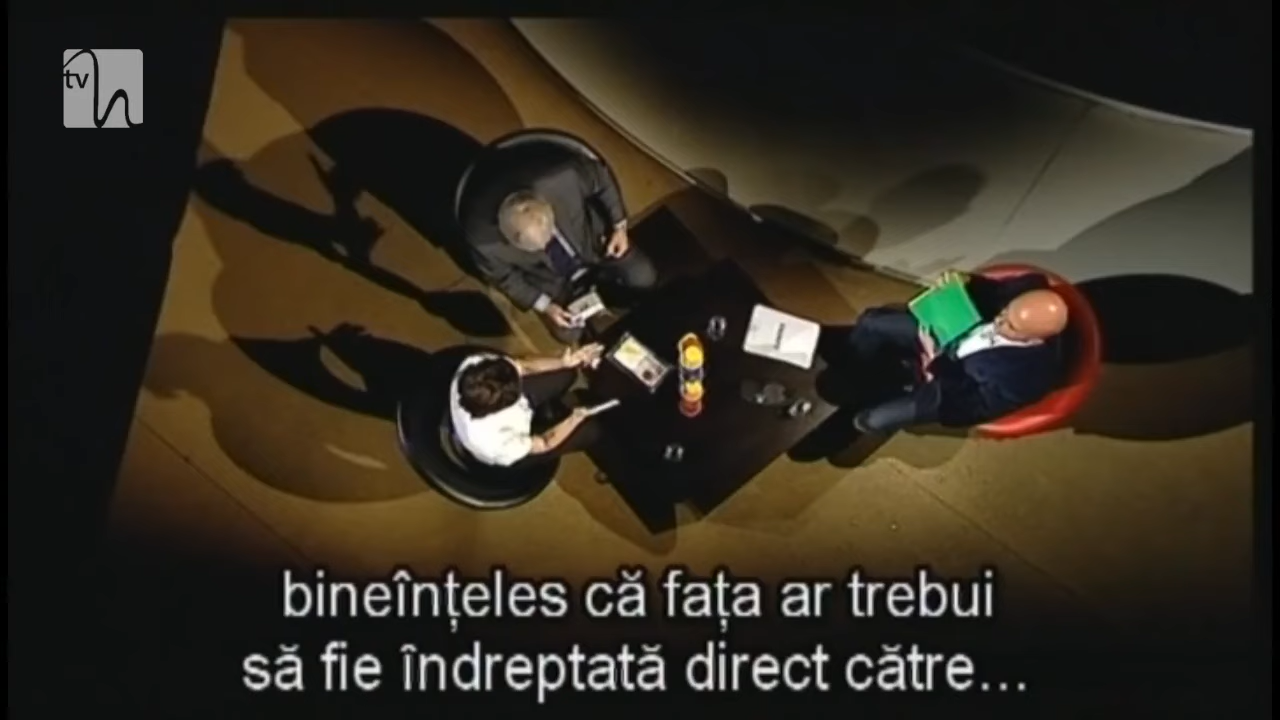 tv
bineînțeles că fața ar trebui
să fie îndreptată direct către...